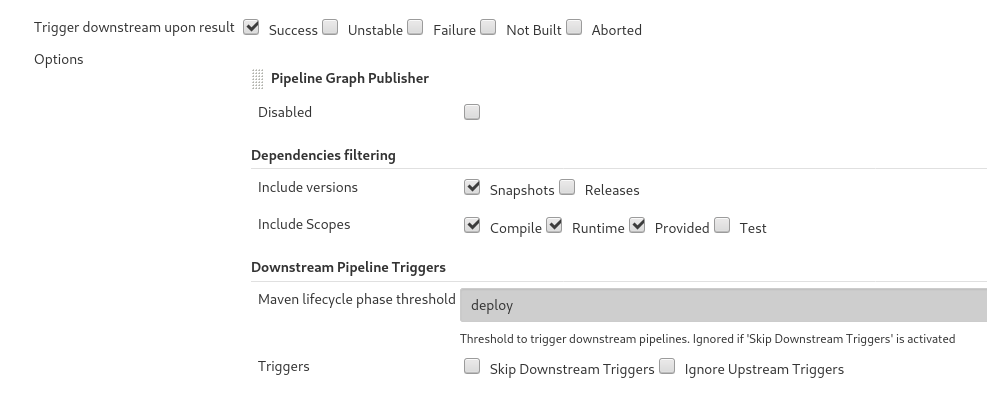 Trigger downstream upon result Success Unstable Failure Not Built Aborted
Options
Pipeline Graph Publisher
Disabled
Dependencies filtering
Include versions Snapshots Releases
Include Scopes Compile Runtime Provided Test
Downstream Pipeline Triggers
Maven lifecycle phase threshold deploy
Threshold to trigger downstream pipelines. Ignored if 'Skip Downstream Triggers' is activated
Triggers Skip Downstream Triggers Ignore Upstream Triggers